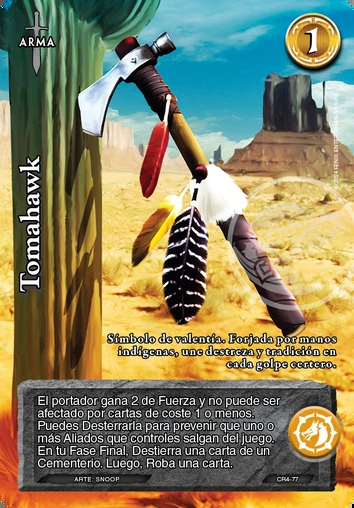 ARMA
1
Tomahawk
Símbolo de valentía. Forjada por manos
indígenas, une destreza y tradición en
cada golpe certero.
El portador gana 2 de Fuerza y no puede ser
afectado por cartas de coste 1 o menos.
Puedes Desterrarla para prevenir que uno o
más Aliados que controles salgan del juego.
En tu Fase Final, Destierra una carta de un
Cementerio. Luego, Roba una carta.
ARTE: SNOOP
CR4-77